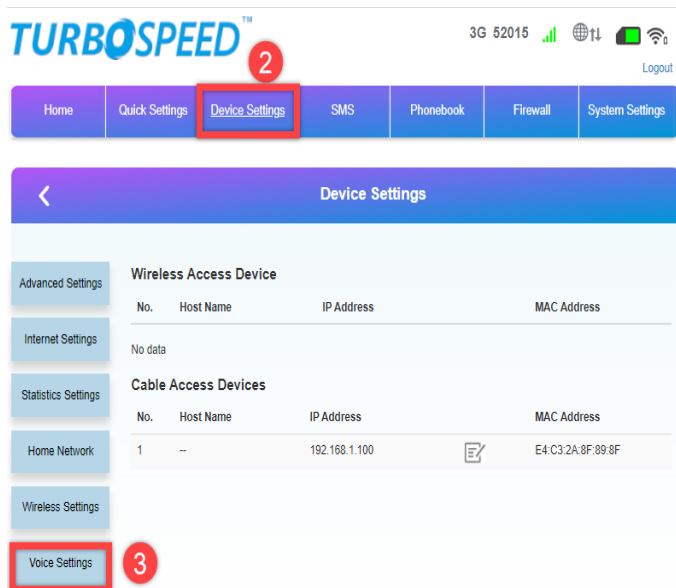 TURBOSPEED™
3G 52015
2
Logout
Home Quick Settings Device Settings SMS Phonebook Firewall System Settings
Device Settings
Advanced Settings
Internet Settings
Statistics Settings
Home Network
Wireless Settings
Voice Settings
3
Wireless Access Device
No. Host Name IP Address MAC Address
No data
Cable Access Devices
No. Host Name IP Address MAC Address
1 -- 192.168.1.100 E4:C3:2A:8F:89:8F